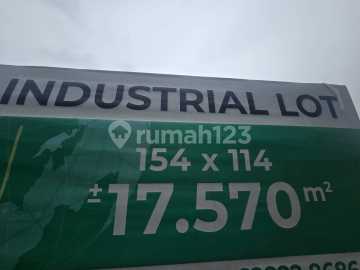 INDUSTRIAL LOT
rumah123
154 x 114
±17.570 m²